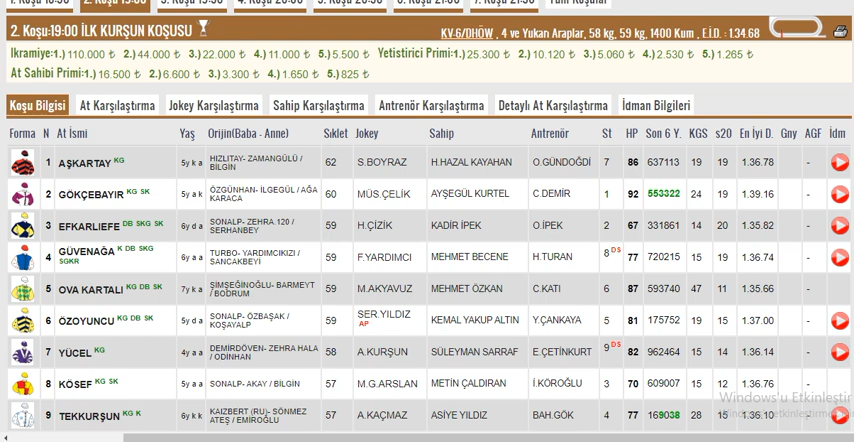 2. Koşu:19:00 İLK KURŞUN KOŞUSU
KV-6/DHÖW , 4 ve Yukarı Araplar, 58 kg, 59 kg, 1400 Kum , E.İ.D. : 1.34.68
İkramiye:1.) 110.000 ₺ 2.) 44.000 ₺ 3.) 22.000 ₺ 4.) 11.000 ₺ 5.) 5.500 ₺ Yetistirici Primi:1.) 25.300 ₺ 2.) 10.120 ₺ 3.) 5.060 ₺ 4.) 2.530 ₺ 5.) 1.265 ₺
At Sahibi Primi:1.) 16.500 ₺ 2.) 6.600 ₺ 3.) 3.300 ₺ 4.) 1.650 ₺ 5.) 825 ₺
Koşu Bilgisi At Karşılaştırma Jokey Karşılaştırma Sahip Karşılaştırma Antrenör Karşılaştırma Detaylı At Karşılaştırma İdman Bilgileri
Forma N At İsmi Yaş Orijin(Baba - Anne) Sıklet Jokey Sahip Antrenör St HP Son 6 Y. KGS s20 En İyi D. Gny AGF İdm
1 AŞKARTAY KG 5y k a HIZLITAY- ZAMANGÜLÜ / BİLGİN 62 S.BOYRAZ H.HAZAL KAYAHAN O.GÜNDOĞDİ 7 86 637113 19 19 1.36.78 -
2 GÖKÇEBAYIR KG SK 5y a k ÖZGÜNHAN- İLGEGÜL / AĞA KARACA 60 MÜS.ÇELİK AYŞEGÜL KURTEL C.DEMİR 1 92 553322 24 19 1.39.16 -
3 EFKARLIEFE DB SKG SK 6y d a SONALP- ZEHRA.120 / SERHANBEY 59 H.ÇİZİK KADİR İPEK O.İPEK 2 67 331861 14 20 1.35.82 -
4 GÜVENAĞA K DB SKG SGKR 6y a a TURBO- YARDIMCIKIZI / SANCAKBEYİ 59 F.YARDIMCI MEHMET BECENE H.TURAN 8 DS 77 720215 15 19 1.36.74 -
5 OVA KARTALI KG DB SK 7y k a ŞİMŞEĞİNOĞLU- BARMEYT / BODRUM 59 M.AKYAVUZ MEHMET ÖZKAN C.KATI 6 87 593740 47 11 1.35.66 -
6 ÖZOYUNCU KG DB SK 5y d a SONALP- ÖZBAŞAK / KOŞAYALP 59 SER.YILDIZ AP KEMAL YAKUP ALTIN Y.ÇANKAYA 5 81 175752 19 15 1.37.00 -
7 YÜCEL KG 4y a a DEMİRDÖVEN- ZEHRA HALA / ODİNHAN 58 A.KURŞUN SÜLEYMAN SARRAF E.ÇETİNKURT 9 DS 82 962464 15 14 1.36.14 -
8 KÖSEF KG SK 5y a a SONALP- AKAY / BİLGİN 57 M.G.ARSLAN METİN ÇALDIRAN İ.KÖROĞLU 3 70 609007 15 12 1.36.76 -
Windows'u Etkinleştir
9 TEKKURŞUN KG K 6y k k KAIZBERT (RU)- SÖNMEZ ATEŞ / EMİROĞLU 57 A.KAÇMAZ ASİYE YILDIZ BAH.GÖK 4 77 169038 28 15 1.36.10 -